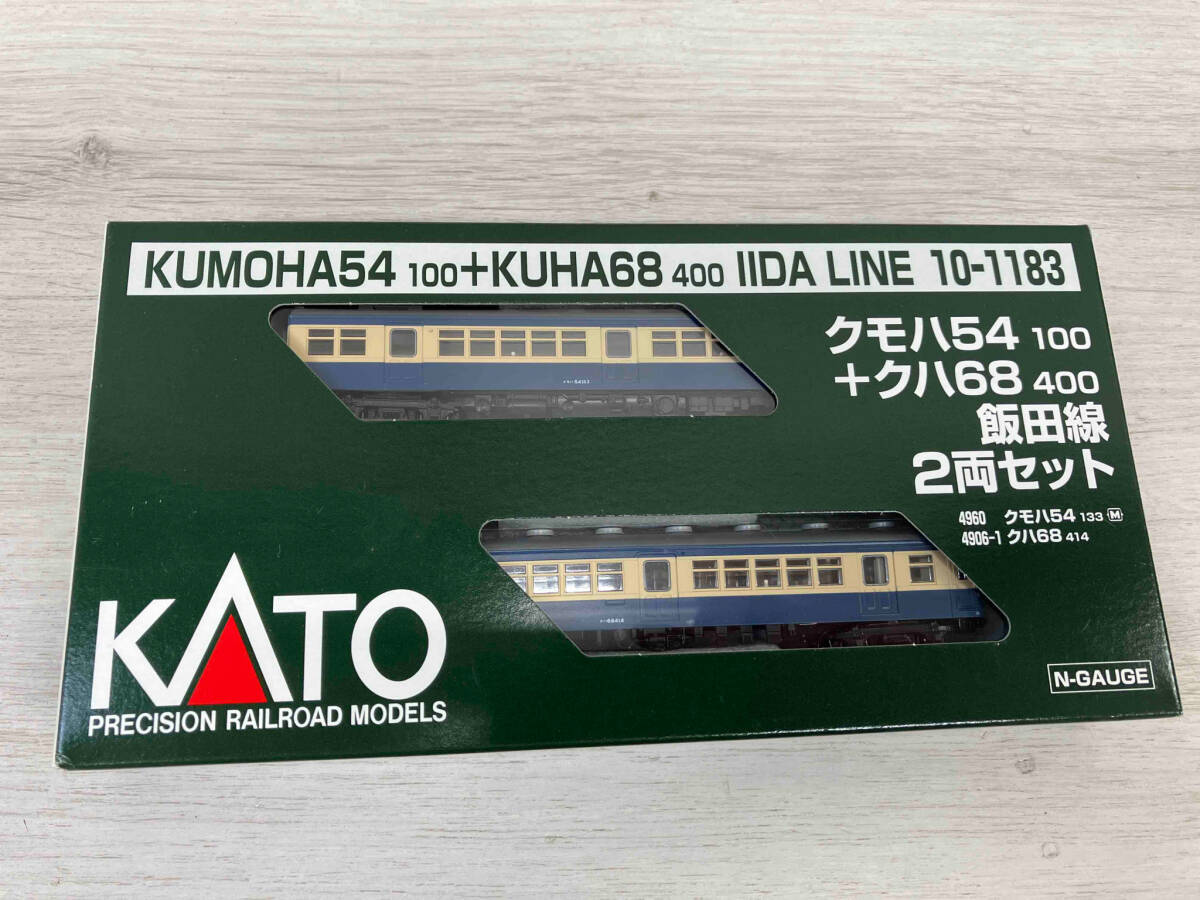 KUMOHA54 100+KUHA68 400 IIDA LINE 10-1183
クモハ54 100
+クハ68 400
飯田線
2両セット
4960 クモハ54 133 M
4906-1 クハ68 414
KATO
PRECISION RAILROAD MODELS
N-GAUGE